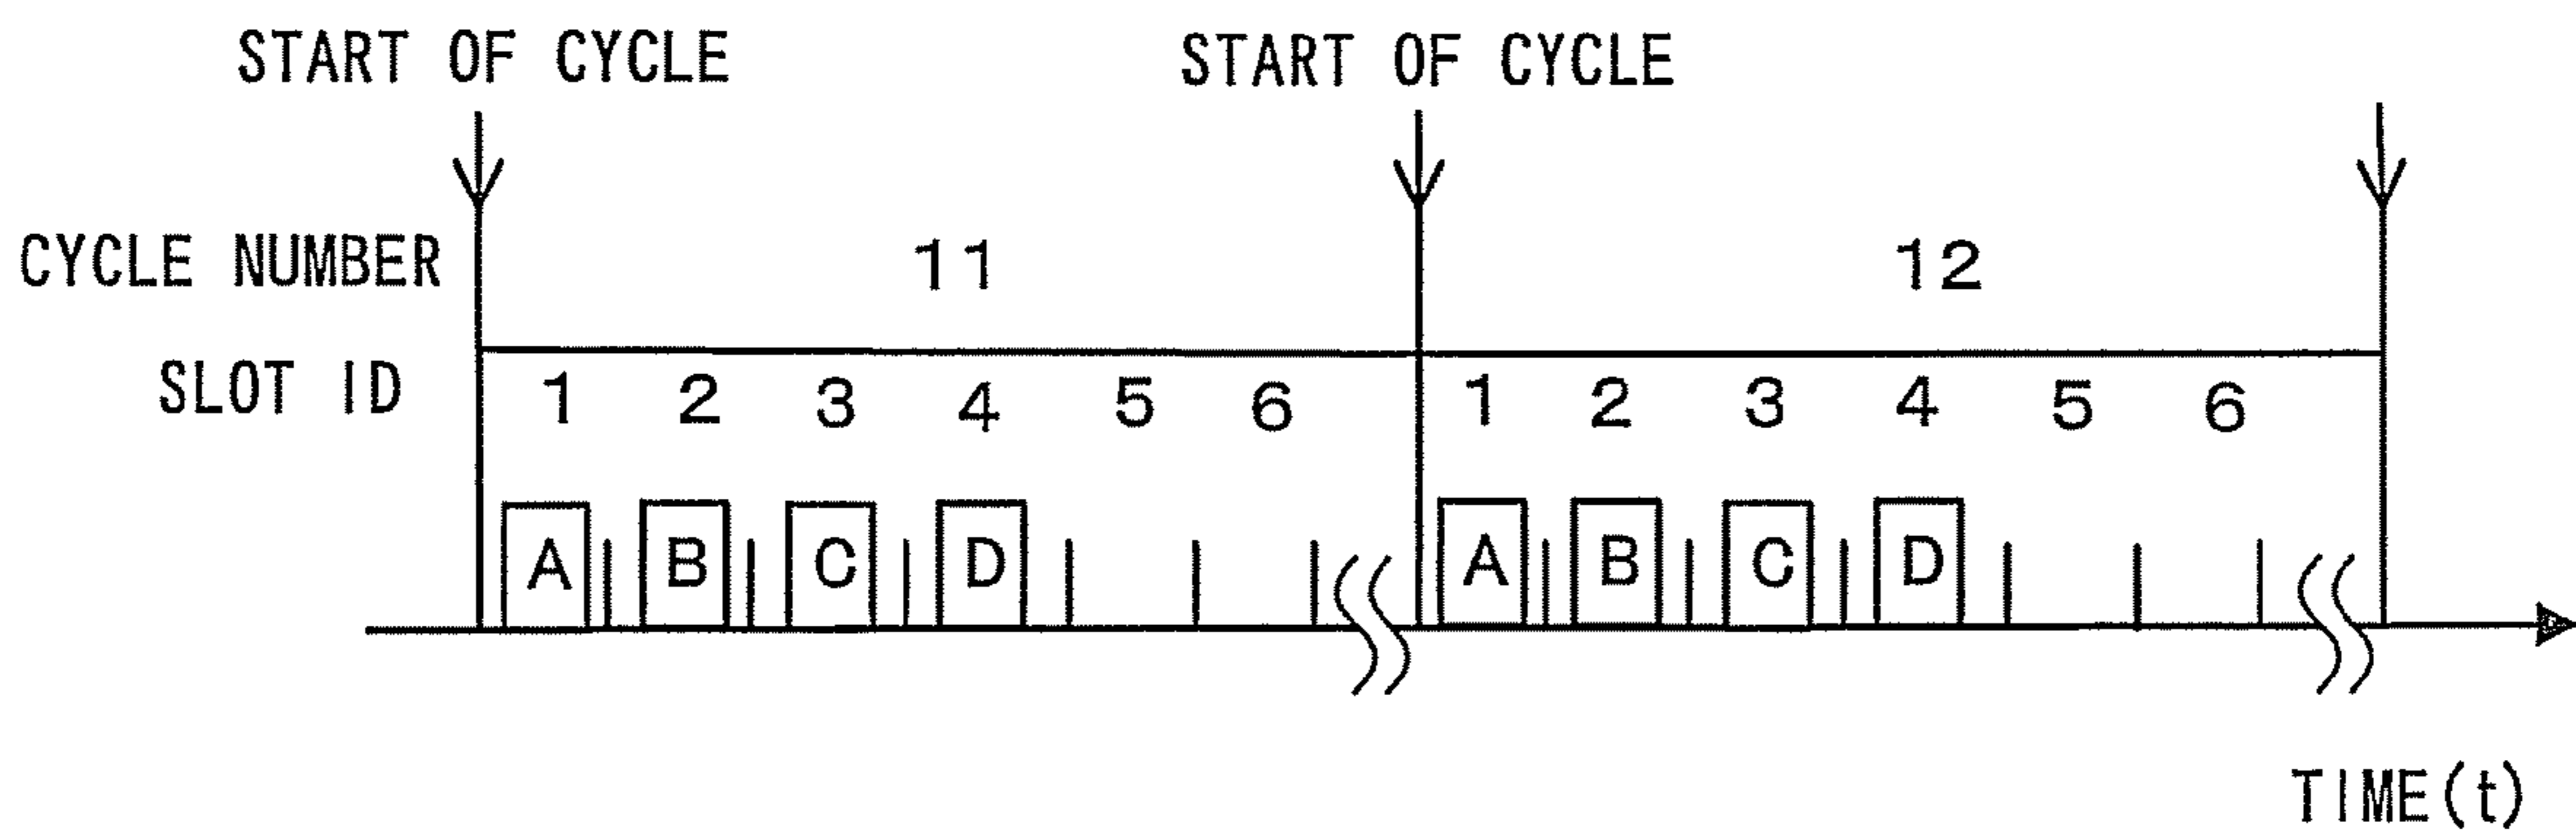 START OF CYCLE START OF CYCLE
CYCLE NUMBER 11 12
SLOT ID 1 2 3 4 5 6 1 2 3 4 5 6
A B C D A B C D
TIME(t)